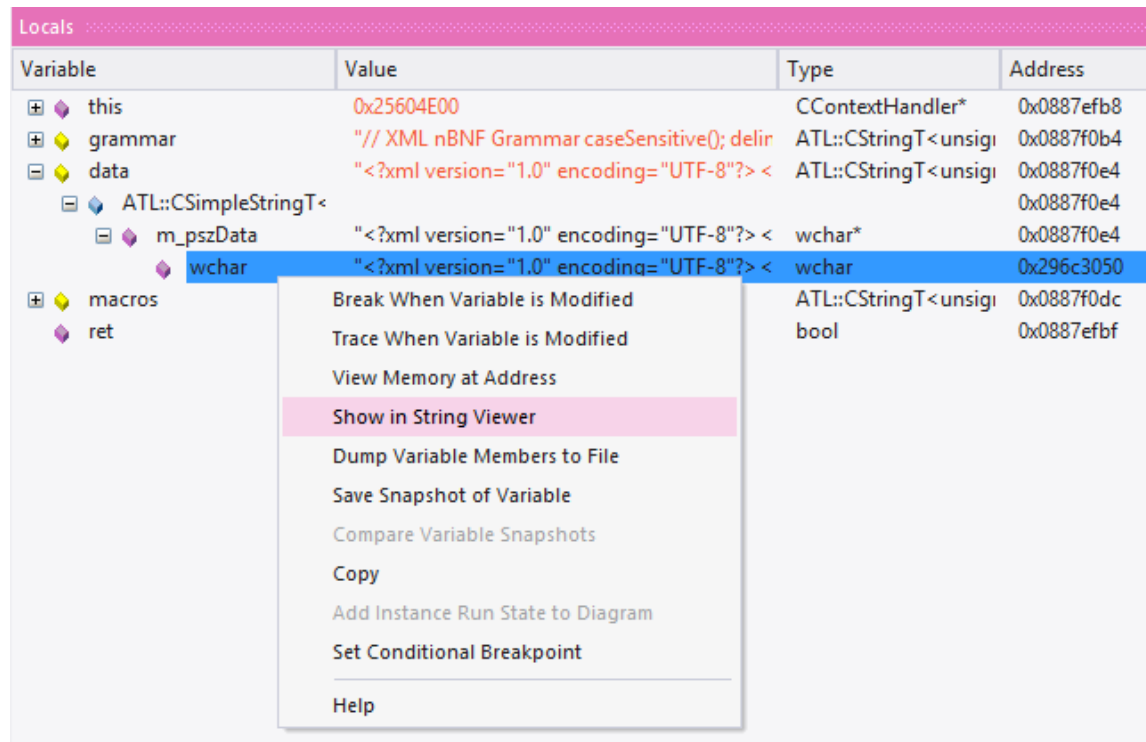 Locals
Variable Value Type Address
this 0x25604E00 CContextHandler* 0x0887efb8
grammar "// XML nBNF Grammar caseSensitive(); delin ATL::CStringT<unsig 0x0887f0b4
data "<?xml version="1.0" encoding="UTF-8"?> < ATL::CStringT<unsig 0x0887f0e4
ATL::CSimpleStringT< 0x0887f0e4
m_pszData "<?xml version="1.0" encoding="UTF-8"?> < wchar* 0x0887f0e4
wchar "<?xml version="1.0" encoding="UTF-8"?> < wchar 0x296c3050
macros ATL::CStringT<unsig 0x0887f0dc
ret bool 0x0887efbf
Break When Variable is Modified
Trace When Variable is Modified
View Memory at Address
Show in String Viewer
Dump Variable Members to File
Save Snapshot of Variable
Compare Variable Snapshots
Copy
Add Instance Run State to Diagram
Set Conditional Breakpoint
Help